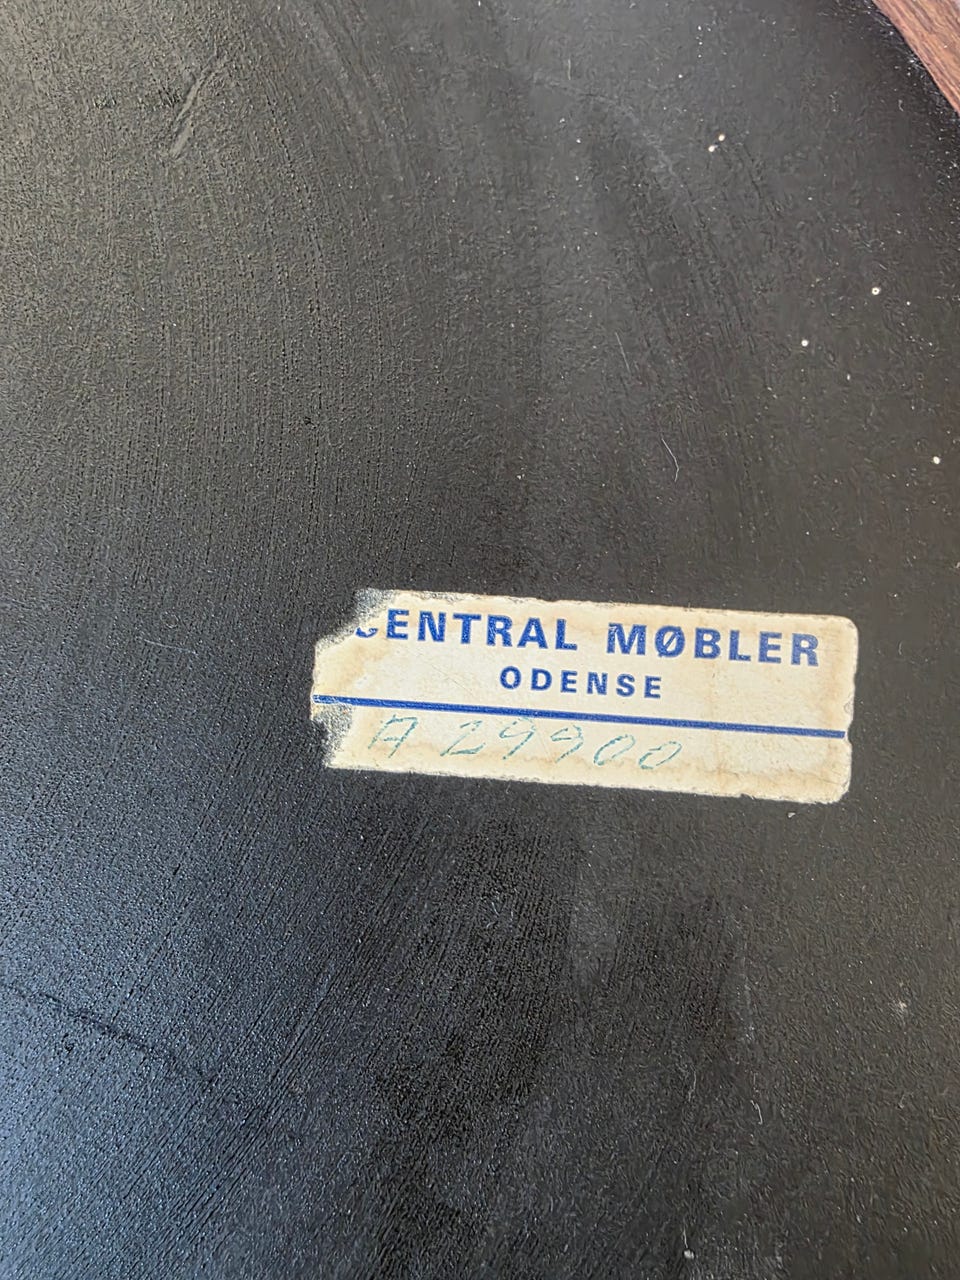 CENTRAL MØBLER
ODENSE
A 29900